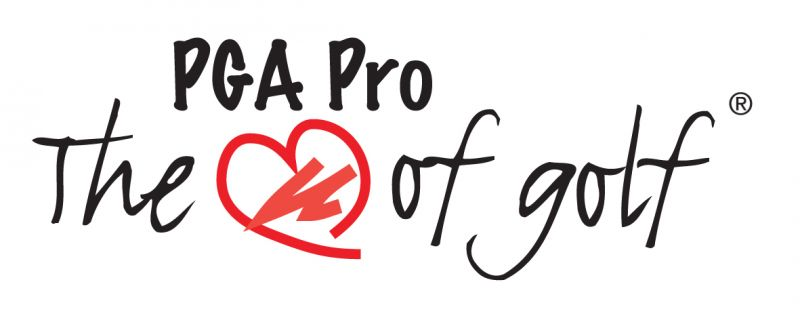 PGA Pro
The of golf ®